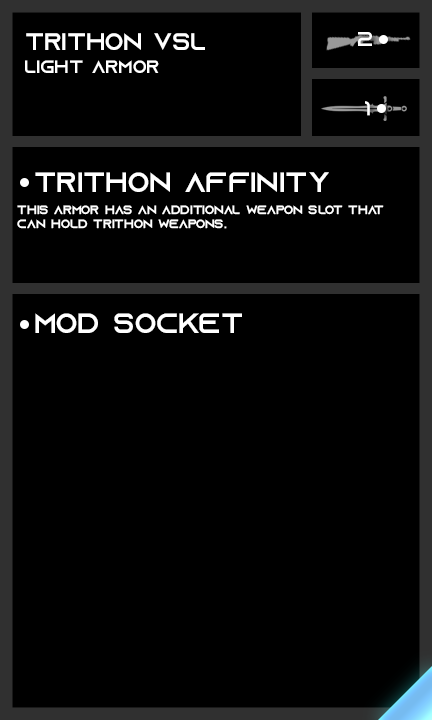 TRITHON VSL
LIGHT ARMOR
2•
1•
•TRITHON AFFINITY
THIS ARMOR HAS AN ADDITIONAL WEAPON SLOT THAT
CAN HOLD TRITHON WEAPONS.
•MOD SOCKET